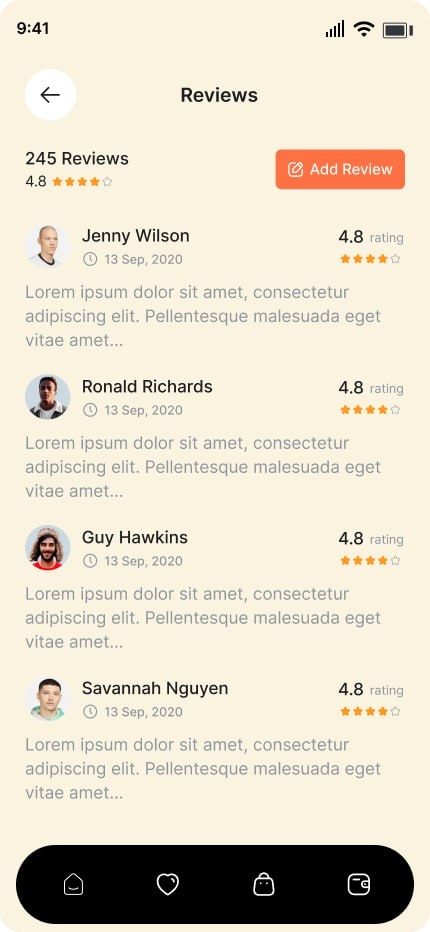 9:41
Reviews
245 Reviews
4.8
Add Review
Jenny Wilson
13 Sep, 2020
4.8 rating
Lorem ipsum dolor sit amet, consectetur
adipiscing elit. Pellentesque malesuada eget
vitae amet...
Ronald Richards
13 Sep, 2020
4.8 rating
Lorem ipsum dolor sit amet, consectetur
adipiscing elit. Pellentesque malesuada eget
vitae amet...
Guy Hawkins
13 Sep, 2020
4.8 rating
Lorem ipsum dolor sit amet, consectetur
adipiscing elit. Pellentesque malesuada eget
vitae amet...
Savannah Nguyen
13 Sep, 2020
4.8 rating
Lorem ipsum dolor sit amet, consectetur
adipiscing elit. Pellentesque malesuada eget
vitae amet...